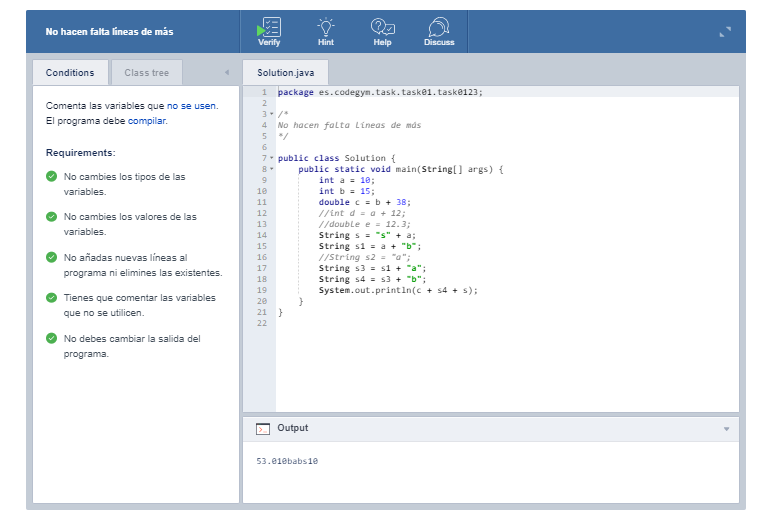 No hacen falta líneas de más
Verify
Hint
Help
Discuss
Conditions
Class tree
Comenta las variables que no se usen.
El programa debe compilar.
Requirements:
No cambies los tipos de las
variables.
No cambies los valores de las
variables.
No añadas nuevas líneas al
programa ni elimines las existentes.
Tienes que comentar las variables
que no se utilicen.
No debes cambiar la salida del
programa.
Solution.java
1 package es.codegym.task.task01.task0123;
2
3 /*
4 No hacen falta líneas de más
5 */
6
7 public class Solution {
8 public static void main(String[] args) {
9 int a = 10;
10 int b = 15;
11 double c = b + 38;
12 //int d = a + 12;
13 //double e = 12.3;
14 String s = "s" + a;
15 String s1 = a + "b";
16 //String s2 = "a";
17 String s3 = s1 + "a";
18 String s4 = s3 + "b";
19 System.out.println(c + s4 + s);
20 }
21 }
22
Output
53.010babs10